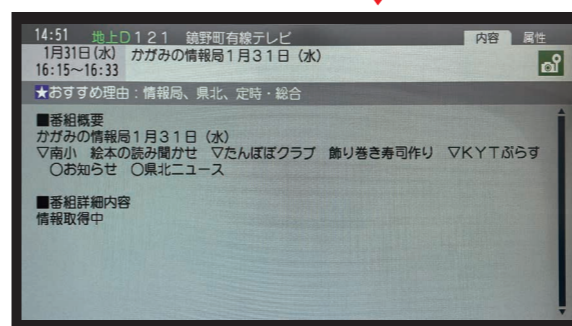 14:51 地上D121 鏡野町有線テレビ 内容 属性
1月31日(水) かがみの情報局1月31日(水)
16:15～16:33
★おすすめ理由：情報局、県北、定時・総合
■番組概要
かがみの情報局1月31日(水)
▽南小 絵本の読み聞かせ ▽たんぽぽクラブ 飾り巻き寿司作り ▽KYTぷらす
○お知らせ ○県北ニュース
■番組詳細内容
情報取得中